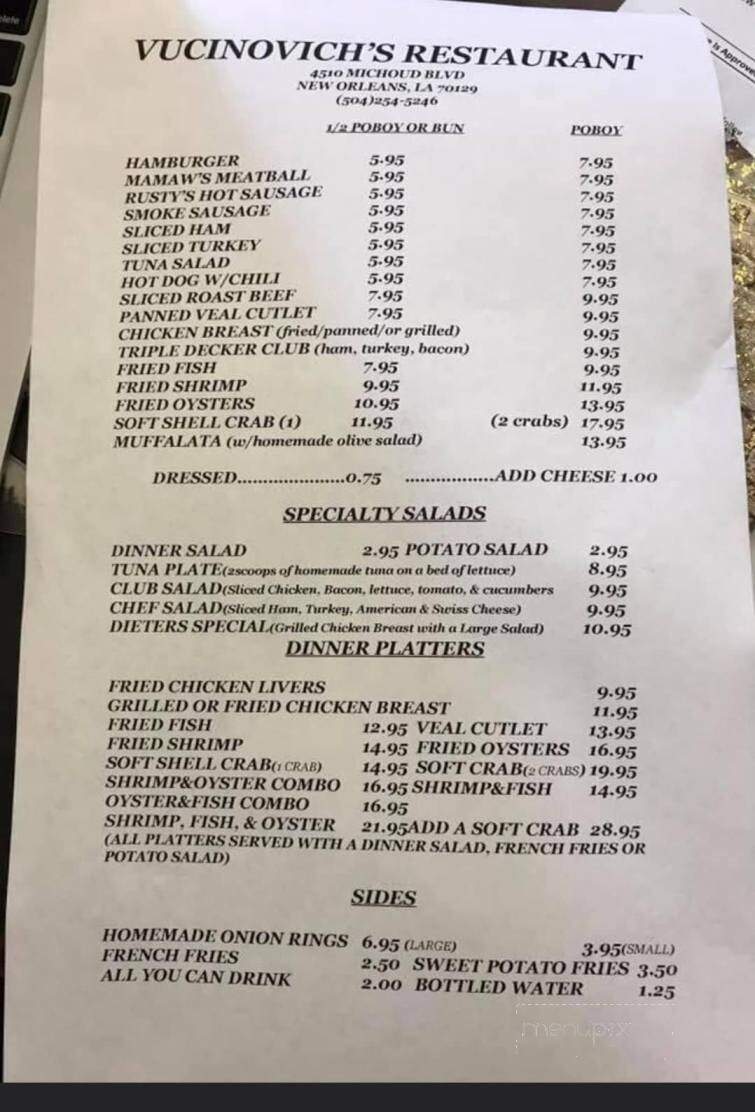 elete
Is Approve
VUCINOVICH'S RESTAURANT
4510 MICHOUD BLVD
NEW ORLEANS, LA 70129
(504)254-5246
1/2 POBOY OR BUN POBOY
HAMBURGER 5.95 7.95
MAMAW'S MEATBALL 5.95 7.95
RUSTY'S HOT SAUSAGE 5.95 7.95
SMOKE SAUSAGE 5.95 7.95
SLICED HAM 5.95 7.95
SLICED TURKEY 5.95 7.95
TUNA SALAD 5.95 7.95
HOT DOG W/CHILI 5.95 7.95
SLICED ROAST BEEF 7.95 9.95
PANNED VEAL CUTLET 7.95 9.95
CHICKEN BREAST (fried/panned/or grilled) 9.95
TRIPLE DECKER CLUB (ham, turkey, bacon) 9.95
FRIED FISH 7.95 9.95
FRIED SHRIMP 9.95 11.95
FRIED OYSTERS 10.95 13.95
SOFT SHELL CRAB (1) 11.95 (2 crabs) 17.95
MUFFALATA (w/homemade olive salad) 13.95
DRESSED.....................0.75 ..................ADD CHEESE 1.00
SPECIALTY SALADS
DINNER SALAD 2.95 POTATO SALAD 2.95
TUNA PLATE(2scoops of homemade tuna on a bed of lettuce) 8.95
CLUB SALAD(Sliced Chicken, Bacon, lettuce, tomato, & cucumbers 9.95
CHEF SALAD(Sliced Ham, Turkey, American & Swiss Cheese) 9.95
DIETERS SPECIAL(Grilled Chicken Breast with a Large Salad) 10.95
DINNER PLATTERS
FRIED CHICKEN LIVERS 9.95
GRILLED OR FRIED CHICKEN BREAST 11.95
FRIED FISH 12.95 VEAL CUTLET 13.95
FRIED SHRIMP 14.95 FRIED OYSTERS 16.95
SOFT SHELL CRAB(1 CRAB) 14.95 SOFT CRAB(2 CRABS) 19.95
SHRIMP&OYSTER COMBO 16.95 SHRIMP&FISH 14.95
OYSTER&FISH COMBO 16.95
SHRIMP, FISH, & OYSTER 21.95ADD A SOFT CRAB 28.95
(ALL PLATTERS SERVED WITH A DINNER SALAD, FRENCH FRIES OR
POTATO SALAD)
SIDES
HOMEMADE ONION RINGS 6.95 (LARGE) 3.95(SMALL)
FRENCH FRIES 2.50 SWEET POTATO FRIES 3.50
ALL YOU CAN DRINK 2.00 BOTTLED WATER 1.25
menupix